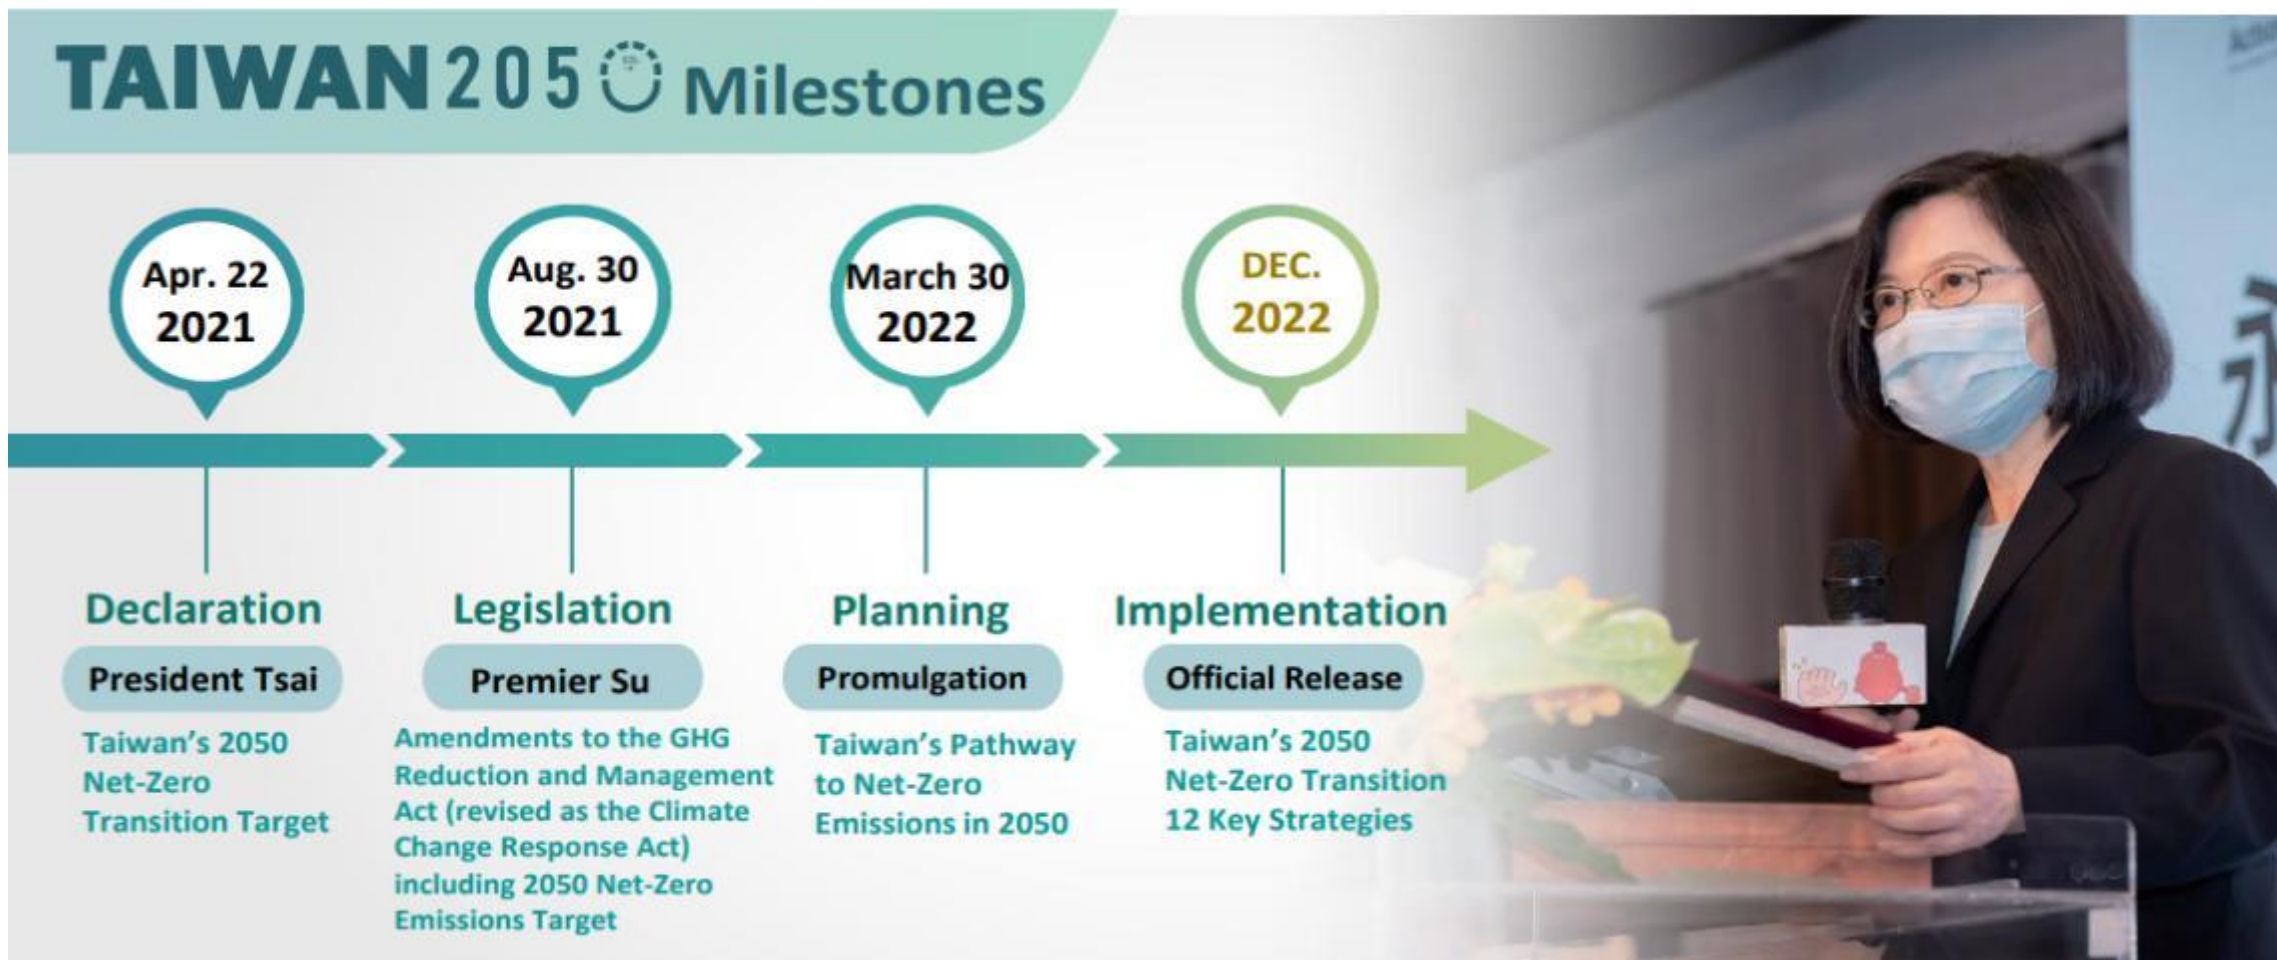 TAIWAN 2050 Milestones
Apr. 22
2021
Aug. 30
2021
March 30
2022
DEC.
2022
Declaration
President Tsai
Taiwan's 2050
Net-Zero
Transition Target
Legislation
Premier Su
Amendments to the GHG
Reduction and Management
Act (revised as the Climate
Change Response Act)
including 2050 Net-Zero
Emissions Target
Planning
Promulgation
Taiwan's Pathway
to Net-Zero
Emissions in 2050
Implementation
Official Release
Taiwan's 2050
Net-Zero Transition
12 Key Strategies
永